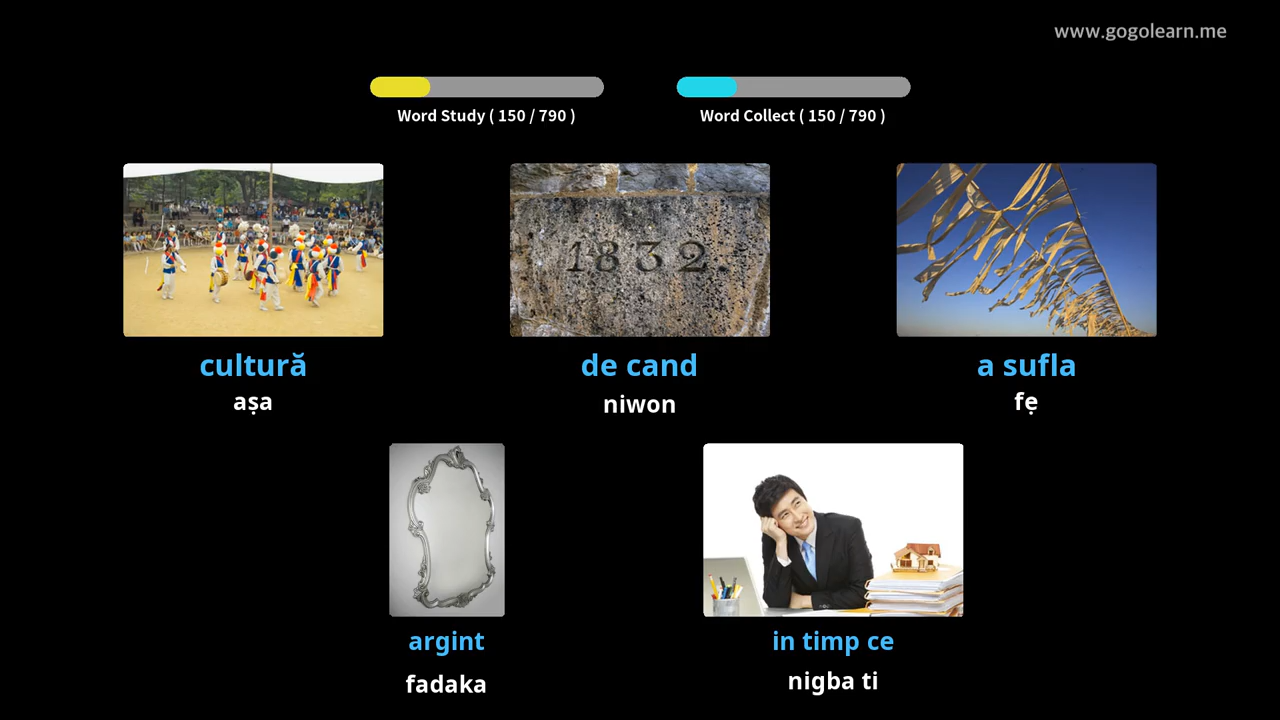 www.gogolearn.me
Word Study ( 150 / 790 )
Word Collect ( 150 / 790 )
1832.
cultură
aṣa
de cand
niwon
a sufla
fẹ
argint
fadaka
in timp ce
nigba ti